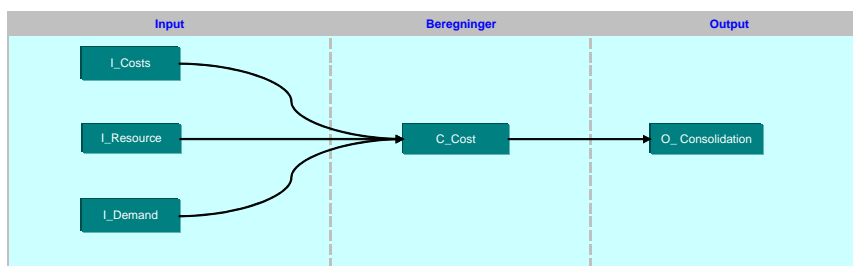 Input
Beregninger
Output
I_Costs
I_Resource
C_Cost
O_ Consolidation
I_Demand